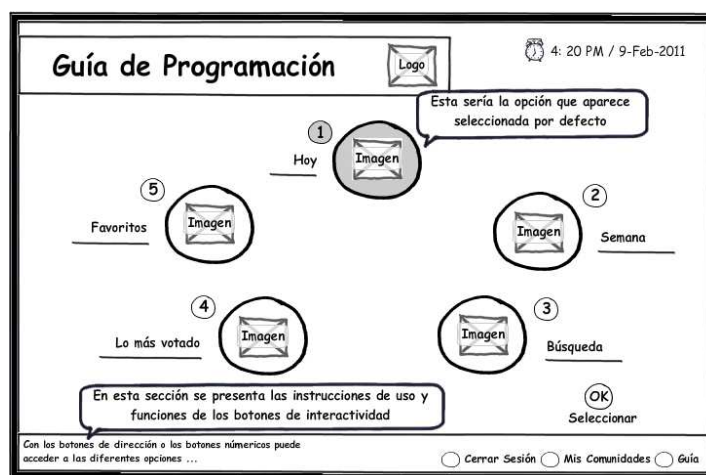 Guía de Programación
Logo
4: 20 PM / 9-Feb-2011
Esta sería la opción que aparece
seleccionada por defecto
1
Hoy
Imagen
5
Favoritos
Imagen
2
Imagen
Semana
4
Lo más votado
Imagen
3
Imagen
Búsqueda
En esta sección se presenta las instrucciones de uso y
funciones de los botones de interactividad
OK
Seleccionar
Con los botones de dirección o los botones númericos puede
acceder a las diferentes opciones ...
Cerrar Sesión
Mis Comunidades
Guía